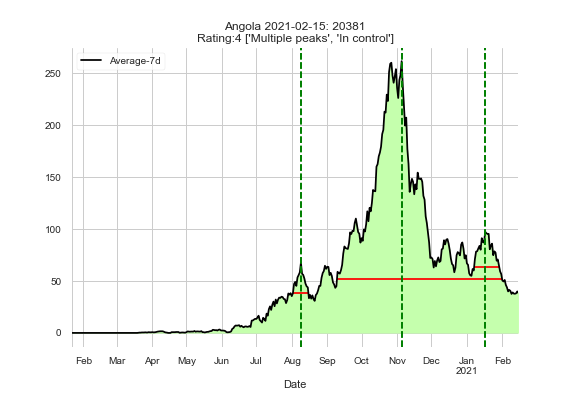 Angola 2021-02-15: 20381
Rating:4 ['Multiple peaks', 'In control']
Average-7d
250
200
150
100
50
0
Feb Mar Apr May Jun Jul Aug Sep Oct Nov Dec Jan Feb
2021
Date